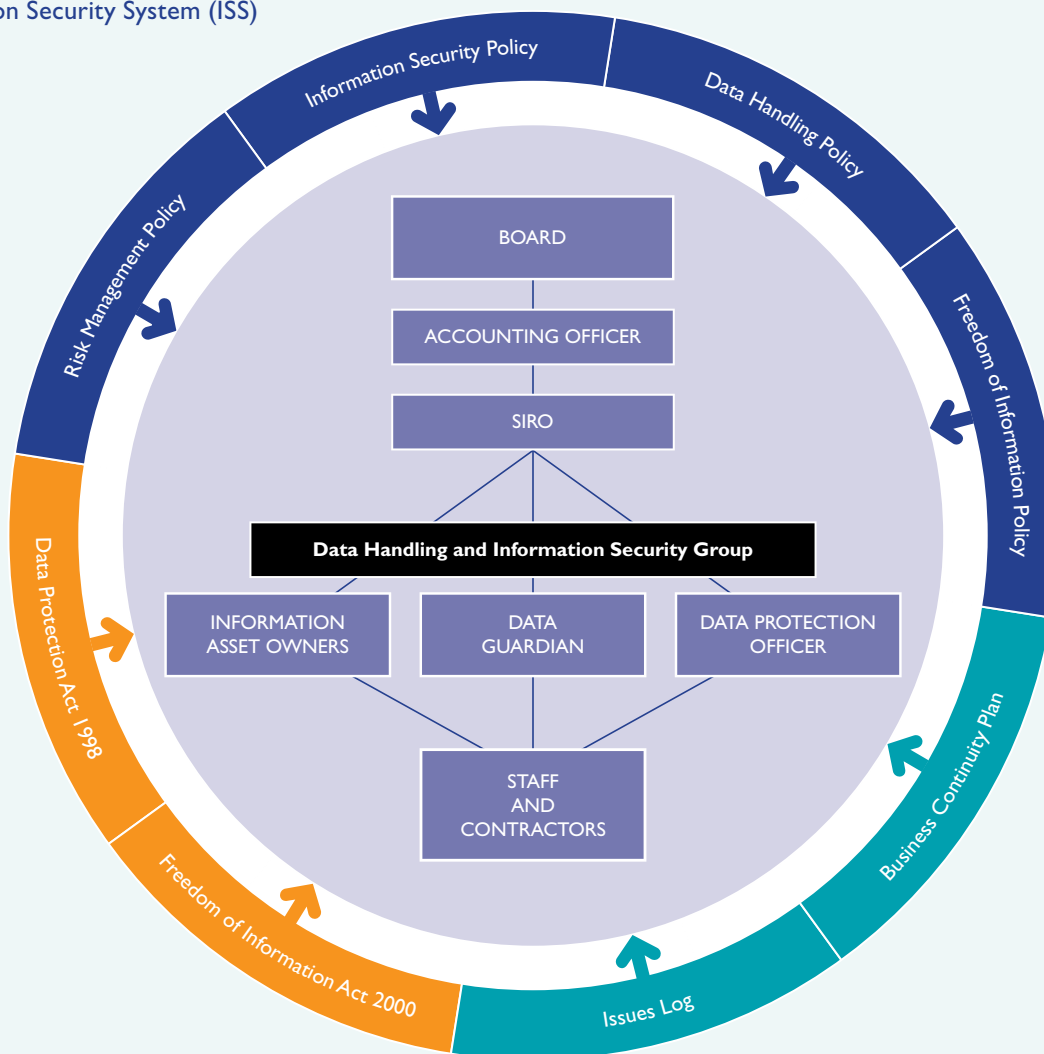 on Security System (ISS)
Information Security Policy
Data Handling Policy
Risk Management Policy
Freedom of Information Policy
BOARD
ACCOUNTING OFFICER
SIRO
Data Handling and Information Security Group
INFORMATION
ASSET OWNERS
DATA
GUARDIAN
DATA PROTECTION
OFFICER
STAFF
AND
CONTRACTORS
Data Protection Act 1998
Business Continuity Plan
Freedom of Information Act 2000
Issues Log